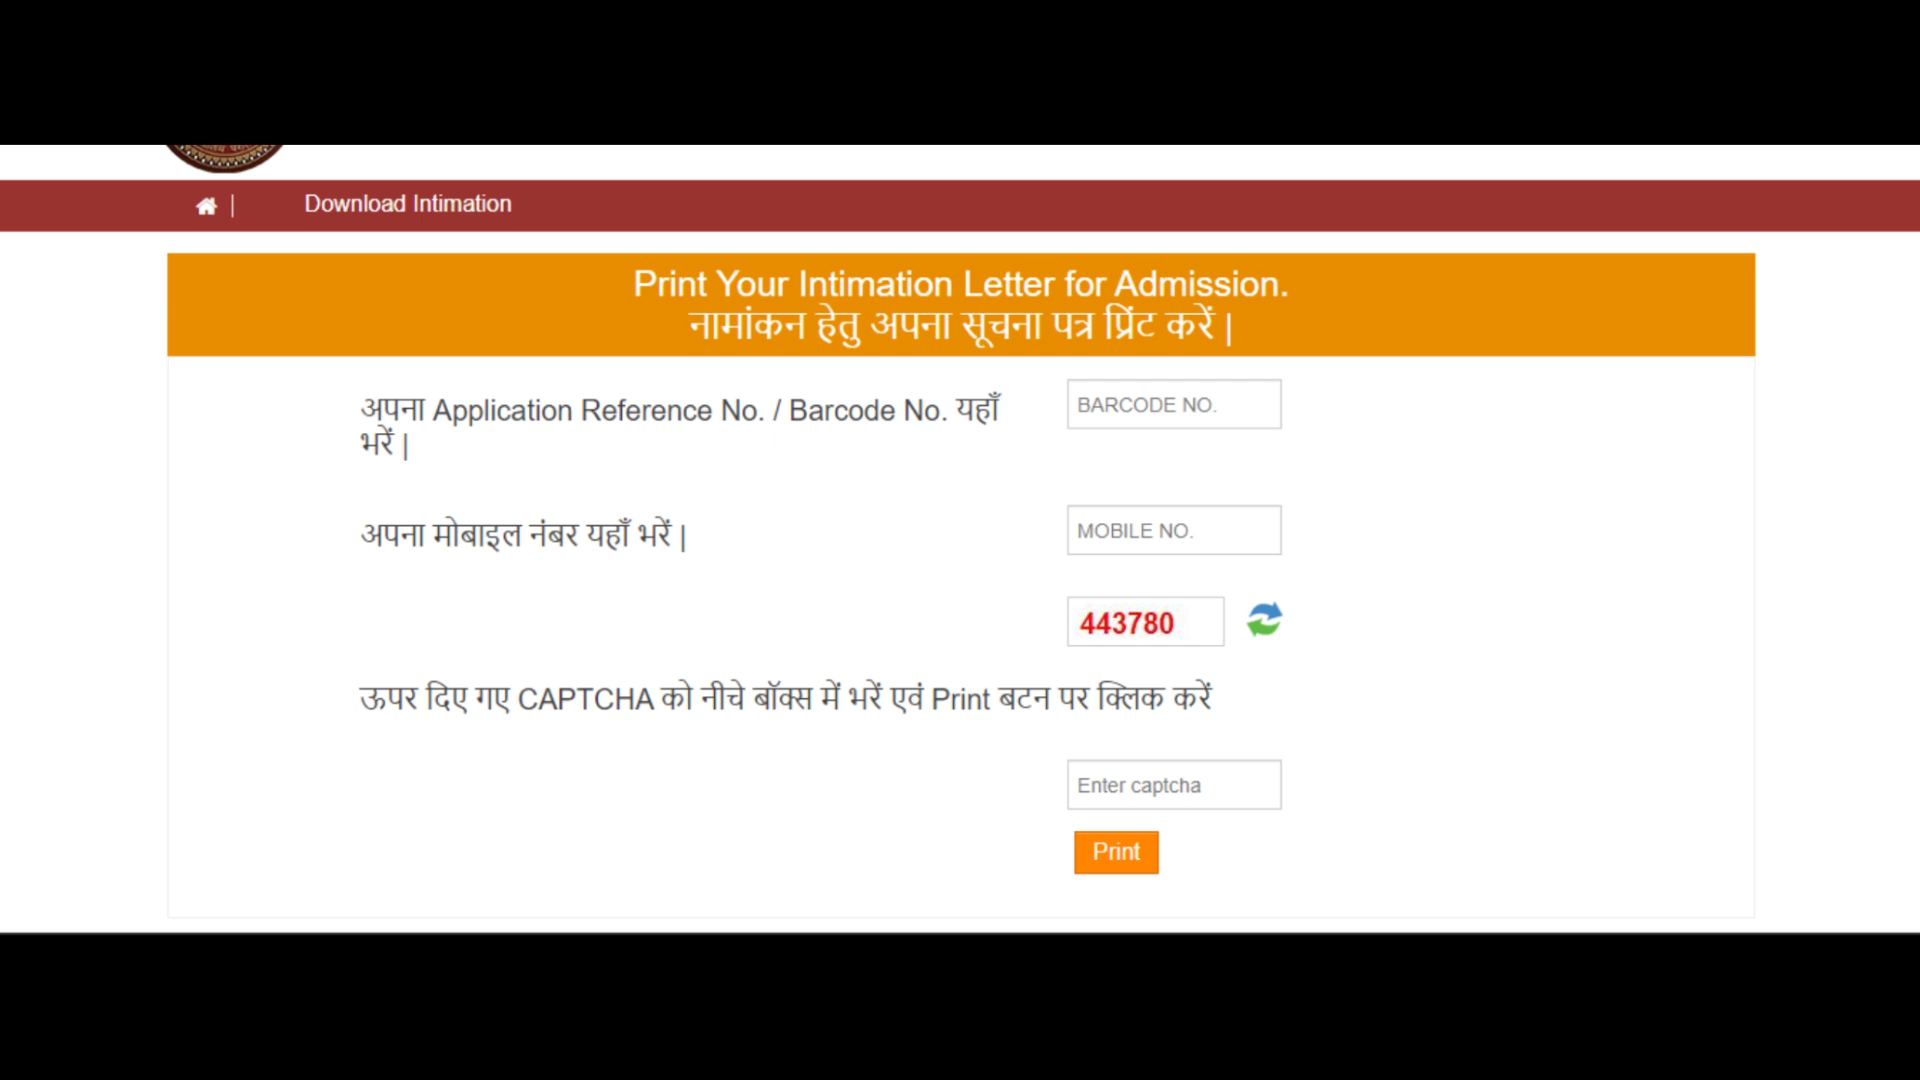 | Download Intimation
Print Your Intimation Letter for Admission.
नामांकन हेतु अपना सूचना पत्र प्रिंट करें |
अपना Application Reference No. / Barcode No. यहाँ
भरें |
BARCODE NO.
अपना मोबाइल नंबर यहाँ भरें |
MOBILE NO.
443780
ऊपर दिए गए CAPTCHA को नीचे बॉक्स में भरें एवं Print बटन पर क्लिक करें
Enter captcha
Print